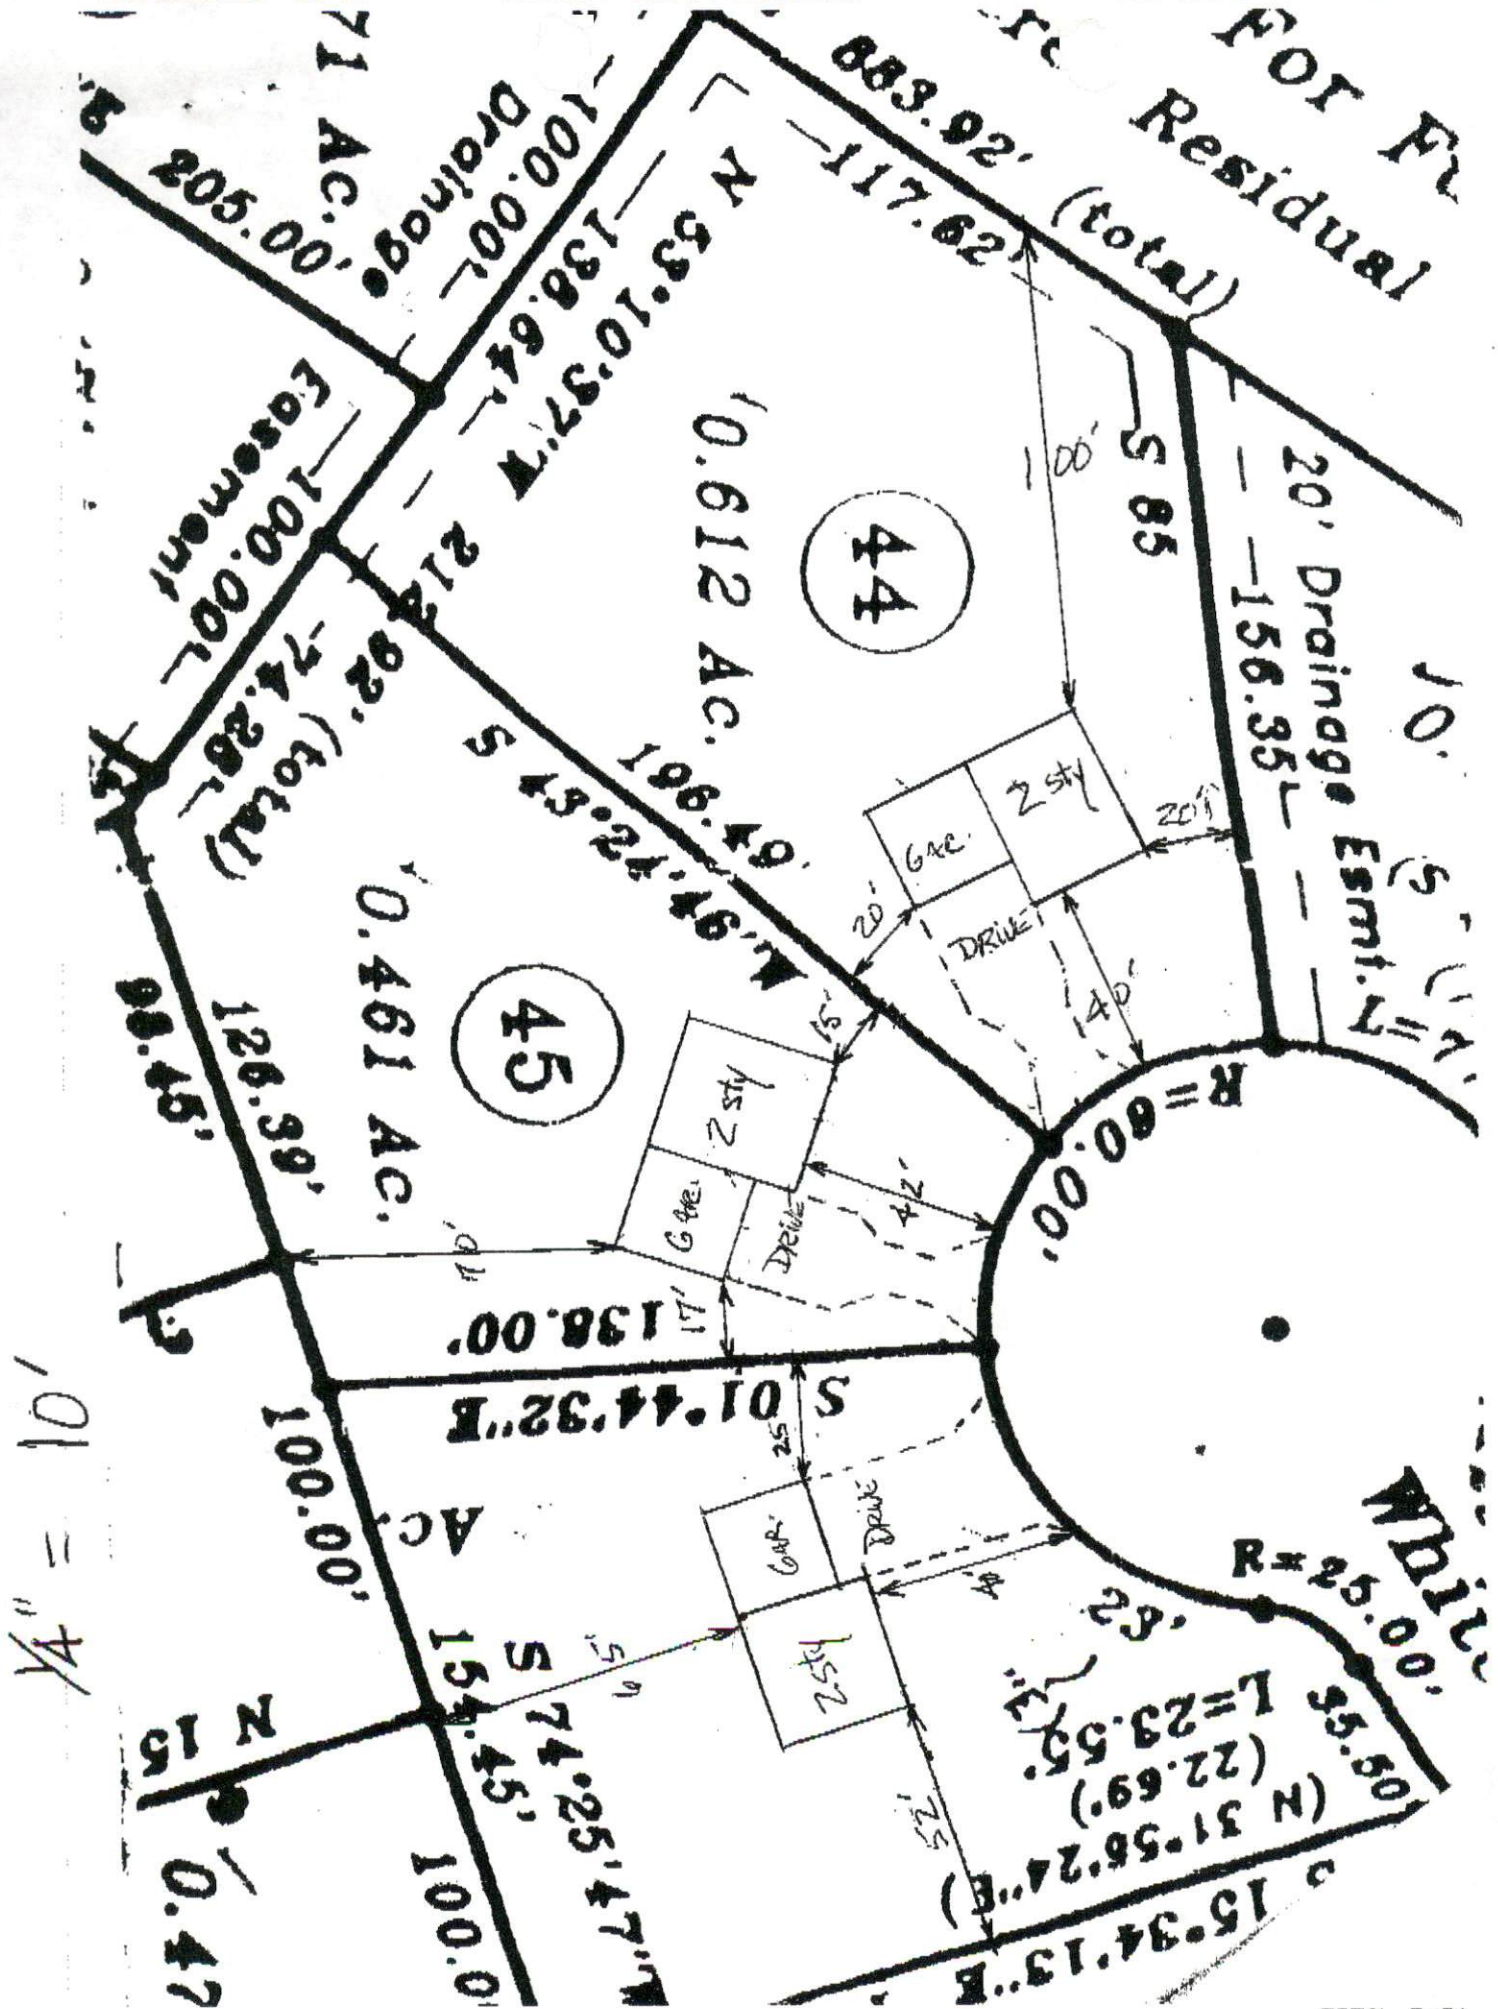 For
Residual
883.92' (total)
117.62'
N 53°10'37"W
138.64'
100.00'
Drainage
71 Ac.
205.00'
Easement
100.00'
S 85
20' Drainage Esmt.
156.35'
10'
44
0.612 Ac.
100'
2 sty
GAR.
20'
20'
DRIVE
40'
212.92' (total)
74.28'
196.49'
S 43°24'46"W
R=60.00'
45
0.461 Ac.
126.39'
98.45'
15'
2 sty
GAR.
DRIVE
42'
70'
17'
138.00'
S 01°44'32"E
25'
GAR.
DRIVE
2 sty
40'
52'
Ac.
100.00'
154.45'
S 74°25'47"W
100.0
N 15
0.47
R=25.00'
L=23.55'
(22.69')
(N 31°56'24"E)
S 15°34'13"E
1/4" = 10'